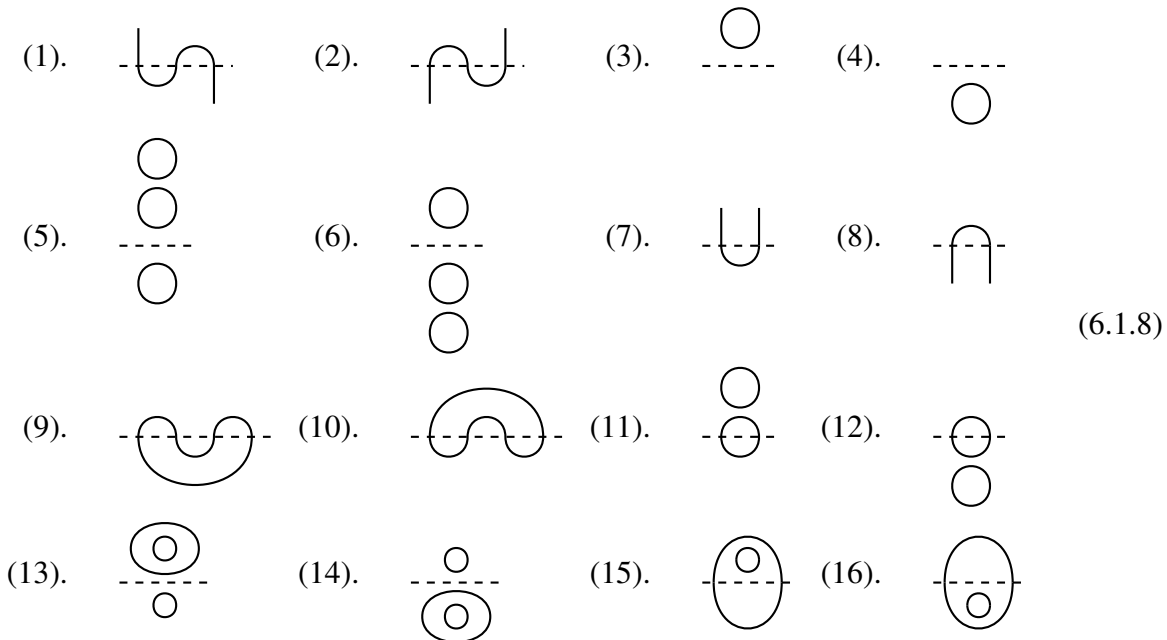 (1). (2). (3). (4).
(5). (6). (7). (8).
(6.1.8)
(9). (10). (11). (12).
(13). (14). (15). (16).